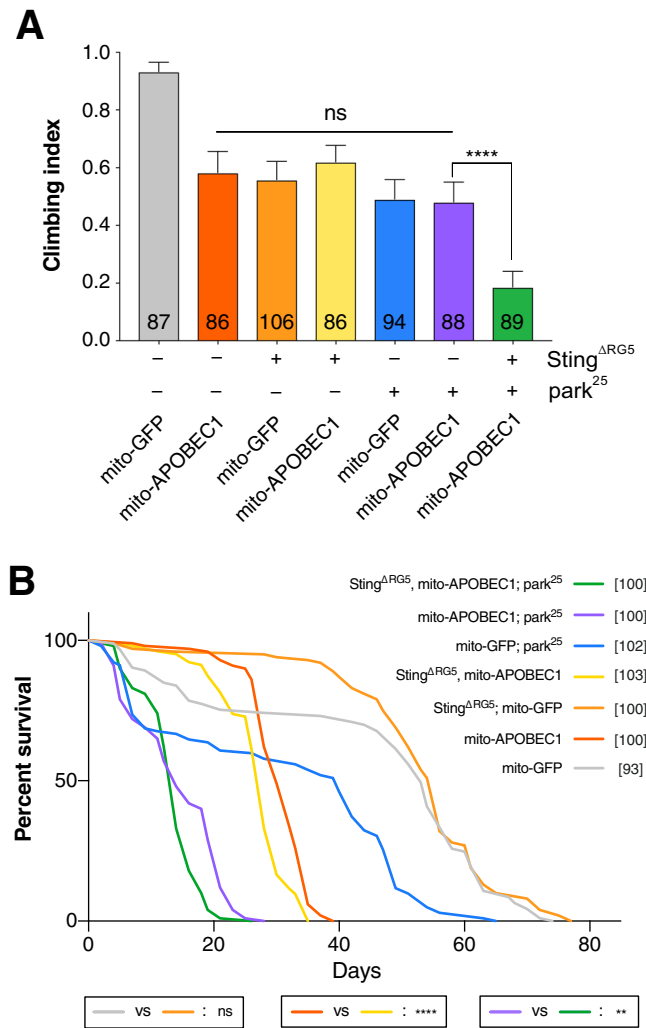 A
Climbing index
1.0
0.8
0.6
0.4
0.2
0.0
ns
****
87 86 106 86 94 88 89
– – + + – – + Sting^ΔRG5
– – – – + + + park^25
mito-GFP
mito-APOBEC1
mito-GFP
mito-APOBEC1
mito-GFP
mito-APOBEC1
mito-APOBEC1
B
Sting^ΔRG5, mito-APOBEC1; park^25 [100]
mito-APOBEC1; park^25 [100]
mito-GFP; park^25 [102]
Sting^ΔRG5, mito-APOBEC1 [103]
Sting^ΔRG5; mito-GFP [100]
mito-APOBEC1 [100]
mito-GFP [93]
Percent survival
100
50
0
0 20 40 60 80
Days
vs : ns
vs : ****
vs : **